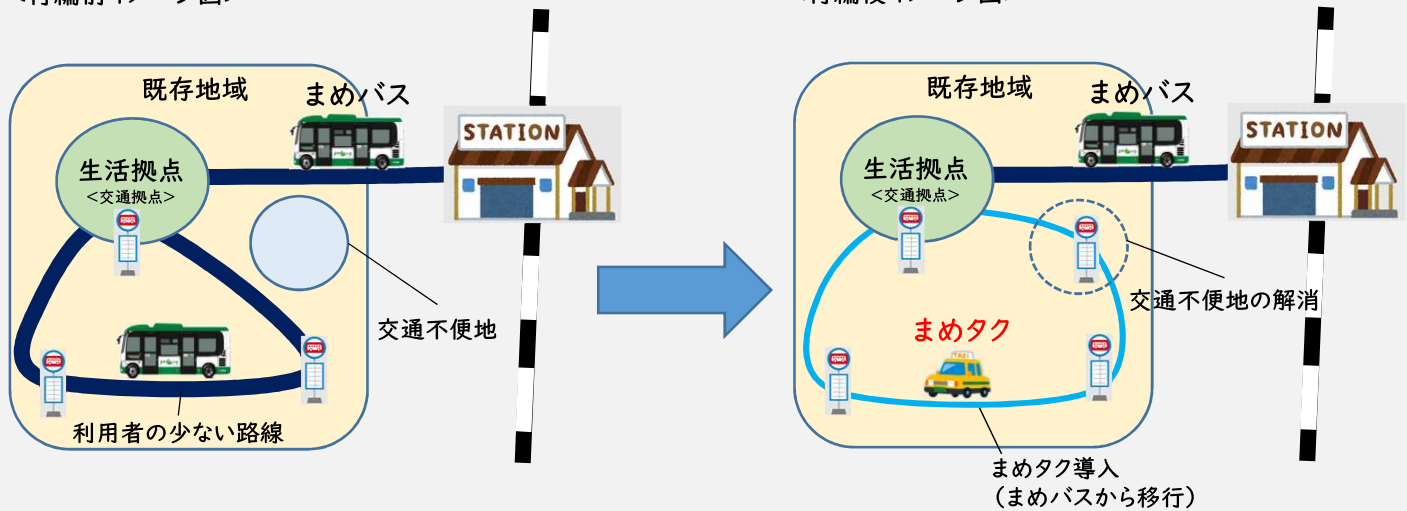 既存地域
まめバス
STATION
生活拠点
<交通拠点>
交通不便地
利用者の少ない路線
既存地域
まめバス
STATION
生活拠点
<交通拠点>
交通不便地の解消
まめタク
TAXI
まめタク導入
(まめバスから移行)